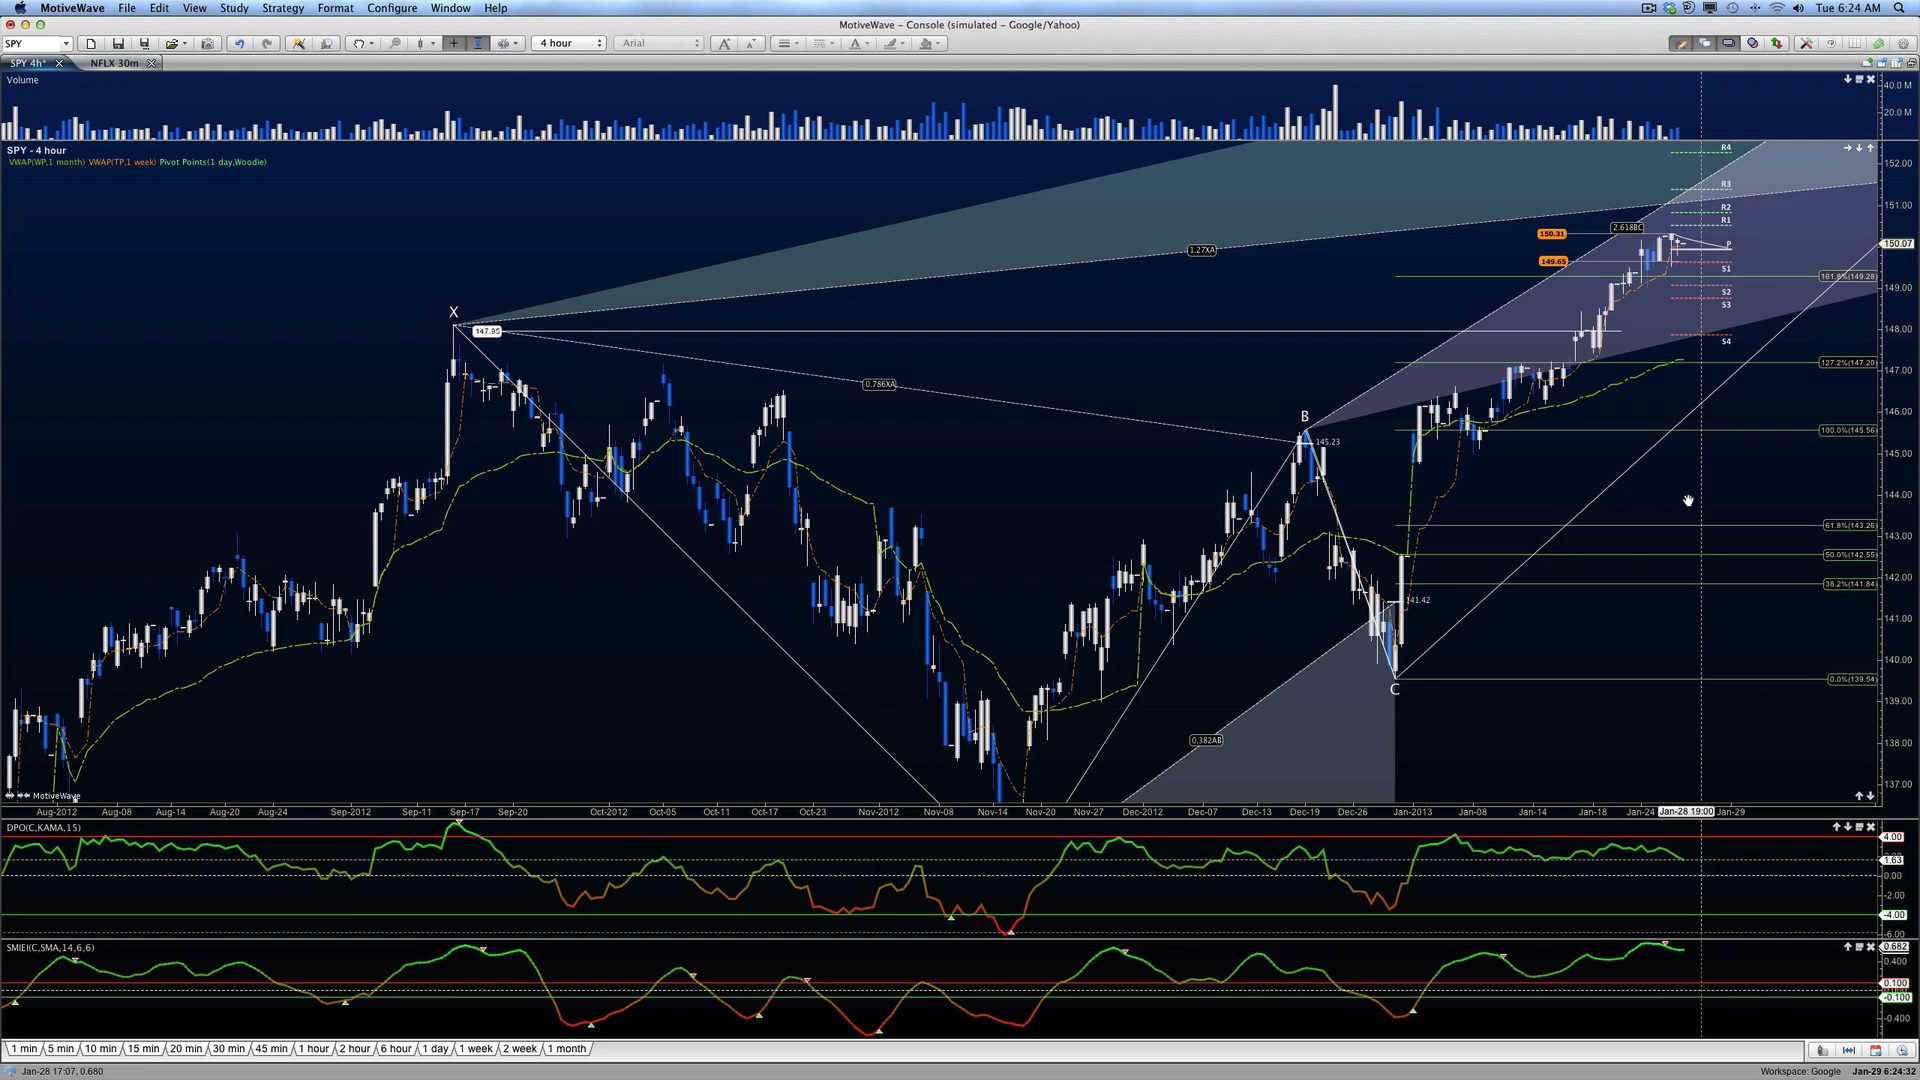 MotiveWave File Edit View Study Strategy Format Configure Window Help Tue 6:24 AM
MotiveWave - Console (simulated - Google/Yahoo)
SPY 4 hour Arial
SPY 4h* NFLX 30m
Volume
40.0 M
20.0 M
SPY - 4 hour
VWAP(WP,1 month) VWAP(TP,1 week) Pivot Points(1 day,Woodie)
R4
152.00
R3
151.00
R2
R1
2.618BC
150.31
P
150.07
1.27XA
149.65
S1
161.8%(149.28)
149.00
S2
S3
X
147.95
148.00
S4
127.2%(147.20)
147.00
0.786XA
146.00
B
100.0%(145.56)
145.23
145.00
144.00
61.8%(143.26)
143.00
50.0%(142.55)
142.00
38.2%(141.84)
141.42
141.00
140.00
0.0%(139.54)
C
139.00
0.382AB
138.00
137.00
MotiveWave
Aug-2012 Aug-08 Aug-14 Aug-24 Sep-2012 Sep-11 Sep-17 Sep-20 Oct-2012 Oct-05 Oct-17 Oct-23 Nov-2012 Nov-08 Nov-14 Nov-20 Nov-27 Dec-2012 Dec-07 Dec-13 Dec-19 Dec-26 Jan-2013 Jan-08 Jan-14 Jan-18 Jan-24 Jan-28 19:00 Jan-29
DPO(C,KAMA,15)
4.00
1.63
0.00
-2.00
-4.00
-6.00
SMIEI(C,SMA,14,6,6)
0.682
0.400
0.100
-0.100
-0.400
1 min 5 min 10 min 15 min 20 min 30 min 45 min 1 hour 2 hour 6 hour 1 day 1 week 2 week 1 month
Jan-28 17:07, 0.680 Workspace: Google Jan-29 6:24:32